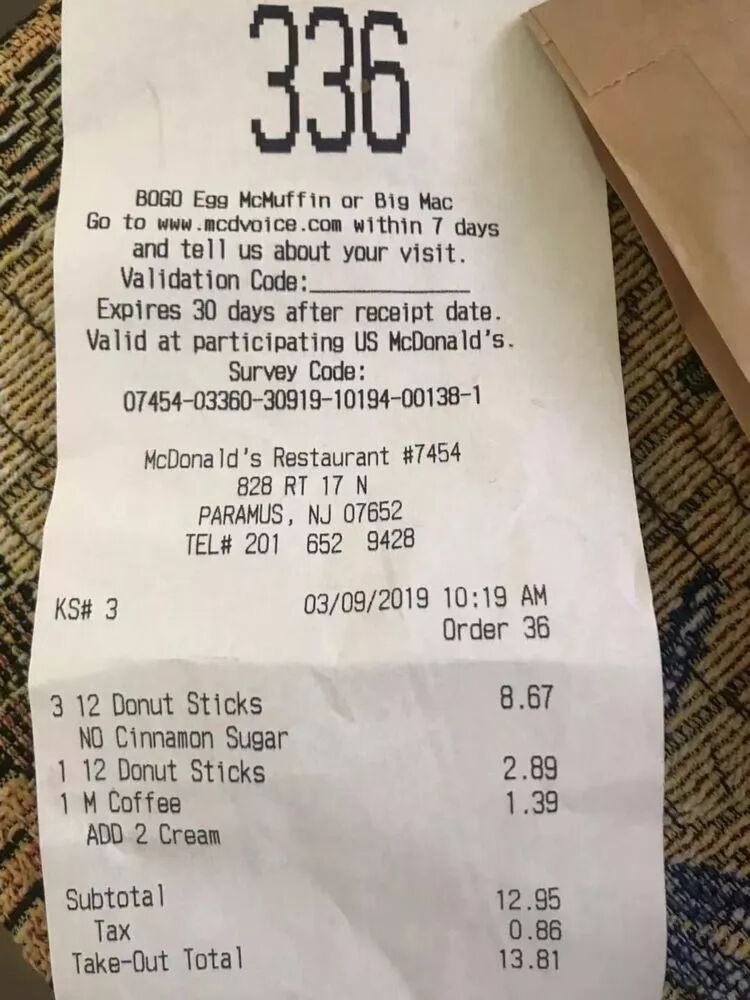 336
BOGO Egg McMuffin or Big Mac
Go to www.mcdvoice.com within 7 days
and tell us about your visit.
Validation Code:_____________
Expires 30 days after receipt date.
Valid at participating US McDonald's.
Survey Code:
07454-03360-30919-10194-00138-1
McDonald's Restaurant #7454
828 RT 17 N
PARAMUS, NJ 07652
TEL# 201 652 9428
KS# 3 03/09/2019 10:19 AM
Order 36
3 12 Donut Sticks 8.67
NO Cinnamon Sugar
1 12 Donut Sticks 2.89
1 M Coffee 1.39
ADD 2 Cream
Subtotal 12.95
Tax 0.86
Take-Out Total 13.81